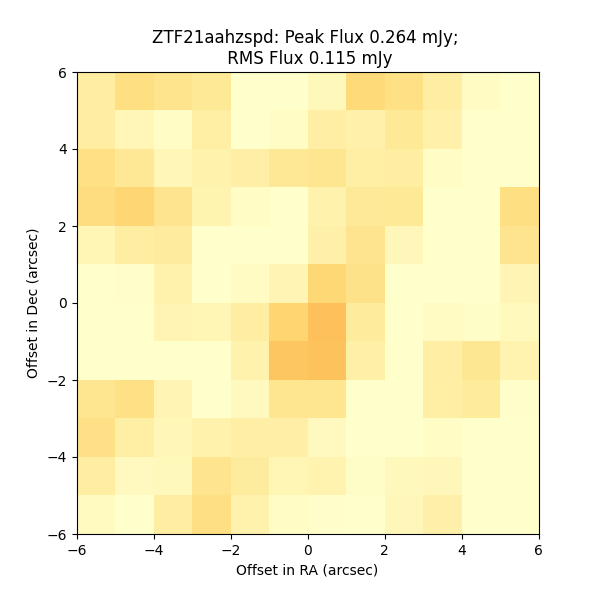 ZTF21aahzspd: Peak Flux 0.264 mJy;
RMS Flux 0.115 mJy
6
4
2
0
−2
−4
−6
Offset in Dec (arcsec)
−6 −4 −2 0 2 4 6
Offset in RA (arcsec)